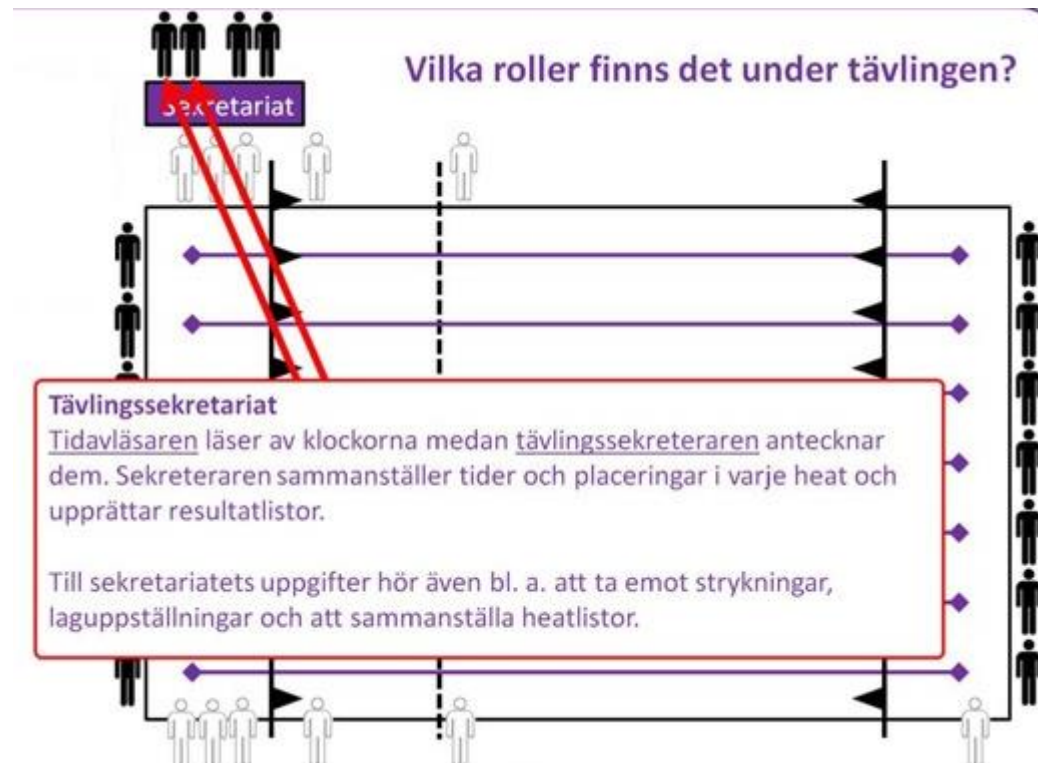 Vilka roller finns det under tävlingen?
Sekretariat
Tävlingssekretariat
Tidavläsaren läser av klockorna medan tävlingssekreteraren antecknar
dem. Sekreteraren sammanställer tider och placeringar i varje heat och
upprättar resultatlistor.
Till sekretariatets uppgifter hör även bl. a. att ta emot strykningar,
laguppställningar och att sammanställa heatlistor.